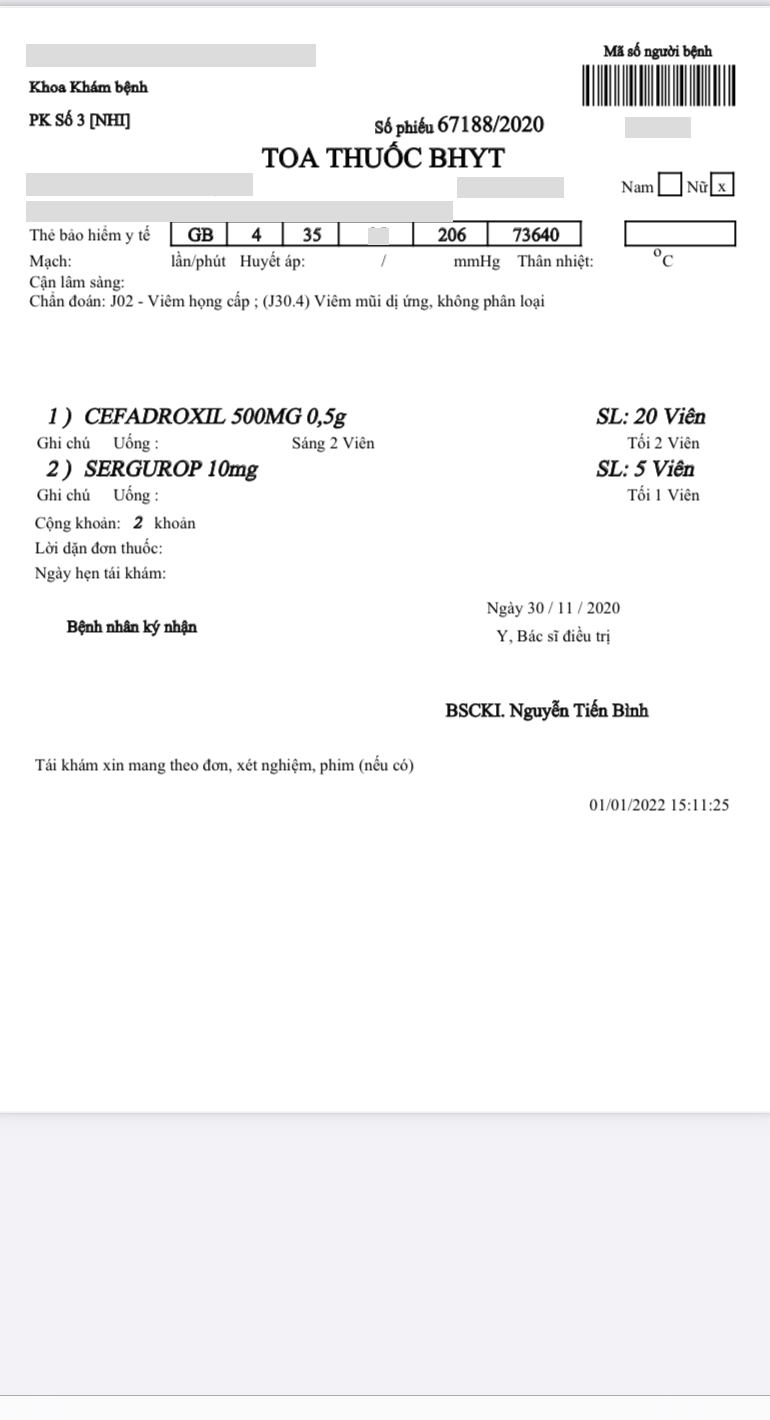 Mã số người bệnh
Khoa Khám bệnh
PK Số 3 [NHI]
Số phiếu 67188/2020
TOA THUỐC BHYT
Nam Nữ x
Thẻ bảo hiểm y tế GB 4 35 206 73640
Mạch: lần/phút Huyết áp: / mmHg Thân nhiệt: °C
Cận lâm sàng:
Chẩn đoán: J02 - Viêm họng cấp ; (J30.4) Viêm mũi dị ứng, không phân loại
1 ) CEFADROXIL 500MG 0,5g SL: 20 Viên
Ghi chú Uống : Sáng 2 Viên Tối 2 Viên
2 ) SERGUROP 10mg SL: 5 Viên
Ghi chú Uống : Tối 1 Viên
Cộng khoản: 2 khoản
Lời dặn đơn thuốc:
Ngày hẹn tái khám:
Ngày 30 / 11 / 2020
Bệnh nhân ký nhận
Y, Bác sĩ điều trị
BSCKI. Nguyễn Tiến Bình
Tái khám xin mang theo đơn, xét nghiệm, phim (nếu có)
01/01/2022 15:11:25